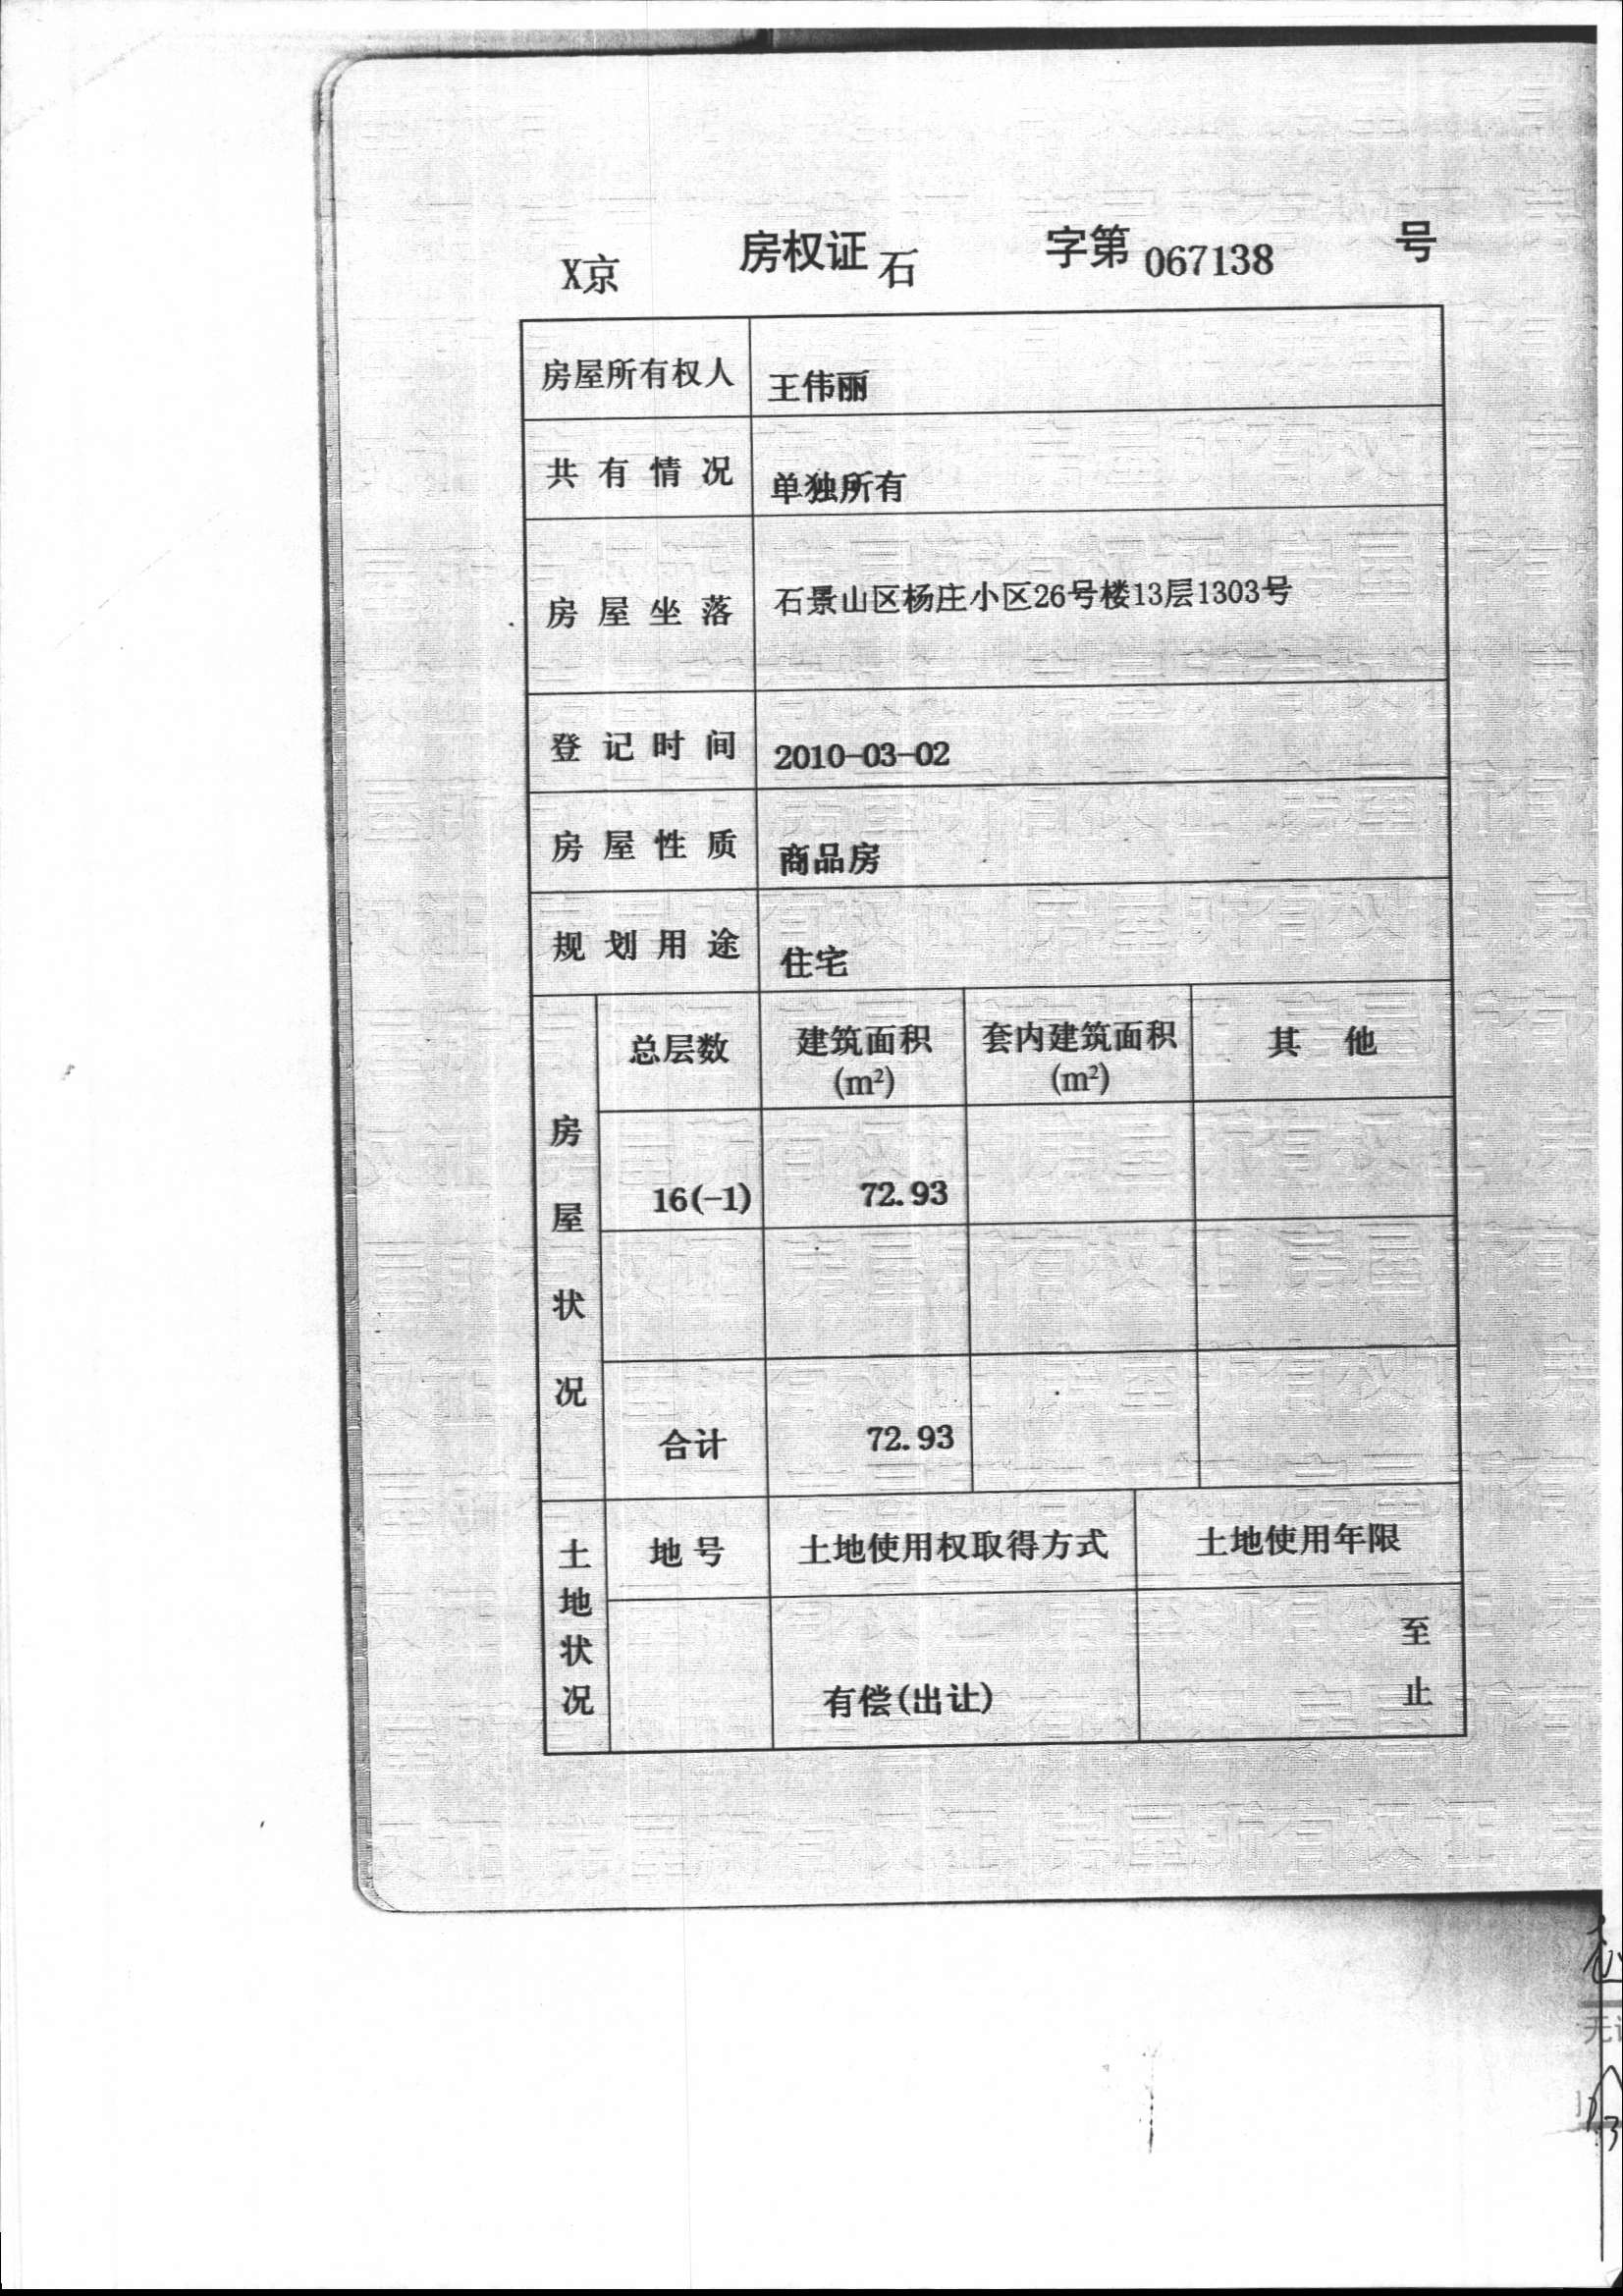 X京 房权证 石 字第 067138 号
房屋所有权人 王伟丽
共有情况 单独所有
房屋坐落 石景山区杨庄小区26号楼13层1303号
登记时间 2010-03-02
房屋性质 商品房
规划用途 住宅
房屋状况
总层数 建筑面积(m²) 套内建筑面积(m²) 其他
16(-1) 72.93
合计 72.93
土地状况
地号 土地使用权取得方式 土地使用年限
有偿(出让) 至
止